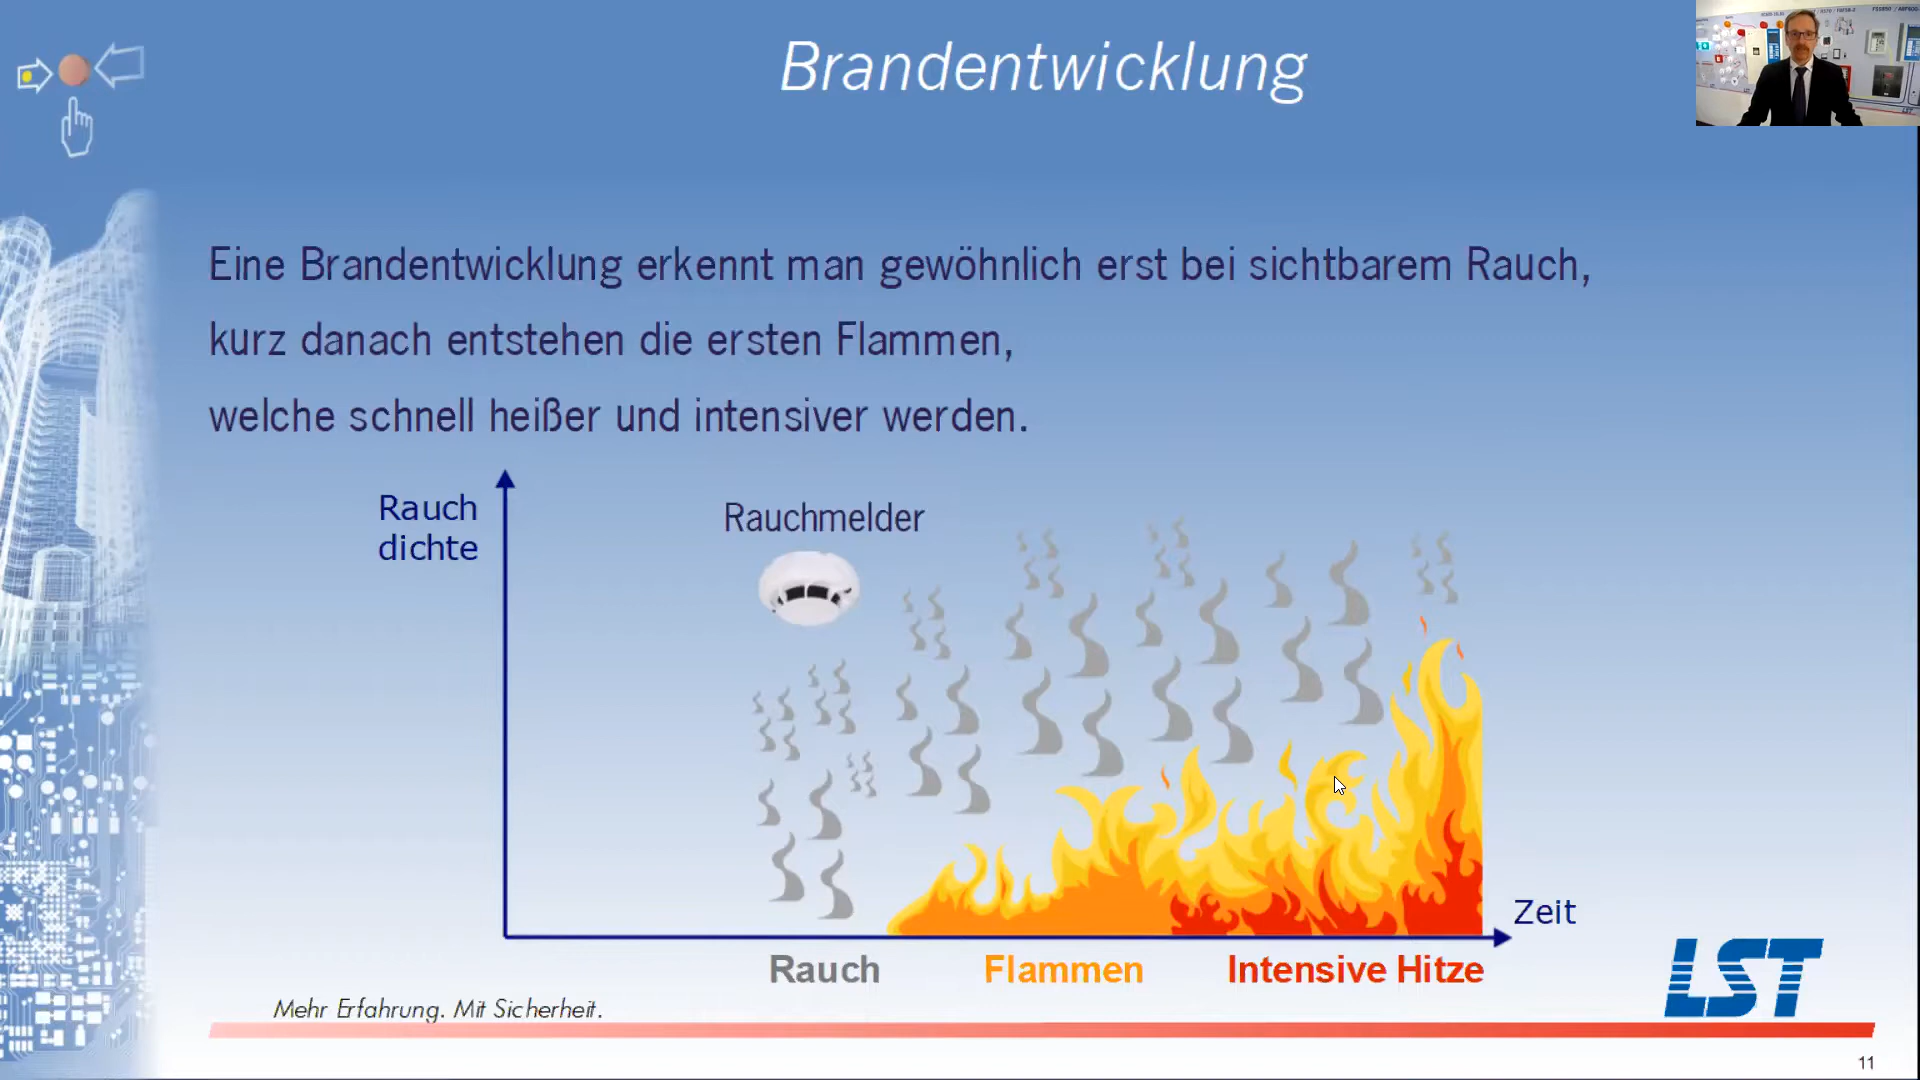 Brandentwicklung
Eine Brandentwicklung erkennt man gewöhnlich erst bei sichtbarem Rauch,
kurz danach entstehen die ersten Flammen,
welche schnell heißer und intensiver werden.
Rauch
dichte
Rauchmelder
Zeit
Rauch
Flammen
Intensive Hitze
Mehr Erfahrung. Mit Sicherheit.
LST
11